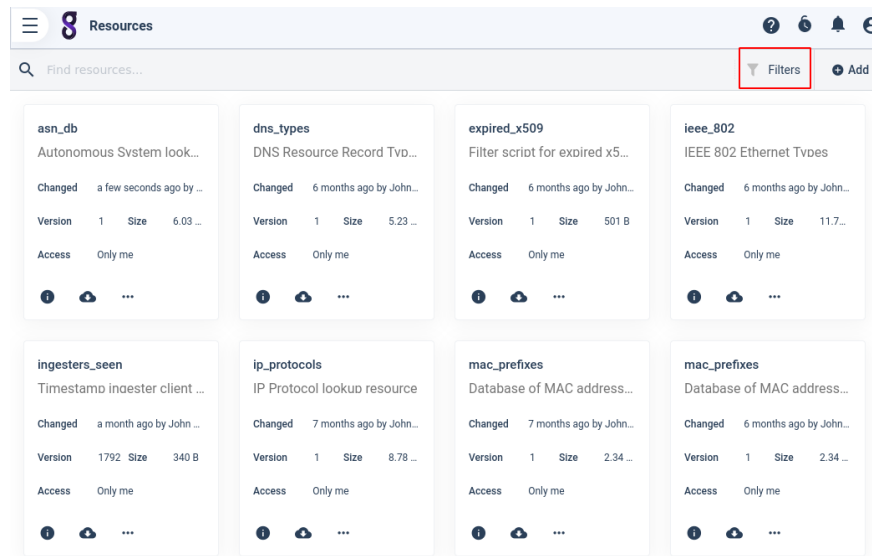 Resources
Find resources...
Filters
Add
asn_db
Autonomous System look...
Changed a few seconds ago by ...
Version 1 Size 6.03 ...
Access Only me
dns_types
DNS Resource Record Typ...
Changed 6 months ago by John...
Version 1 Size 5.23 ...
Access Only me
expired_x509
Filter script for expired x5...
Changed 6 months ago by John...
Version 1 Size 501 B
Access Only me
ieee_802
IEEE 802 Ethernet Types
Changed 6 months ago by John...
Version 1 Size 11.7...
Access Only me
ingesters_seen
Timestamp ingester client ...
Changed a month ago by John ...
Version 1792 Size 340 B
Access Only me
ip_protocols
IP Protocol lookup resource
Changed 7 months ago by John...
Version 1 Size 8.78 ...
Access Only me
mac_prefixes
Database of MAC address...
Changed 7 months ago by John...
Version 1 Size 2.34 ...
Access Only me
mac_prefixes
Database of MAC address...
Changed 6 months ago by John...
Version 1 Size 2.34 ...
Access Only me